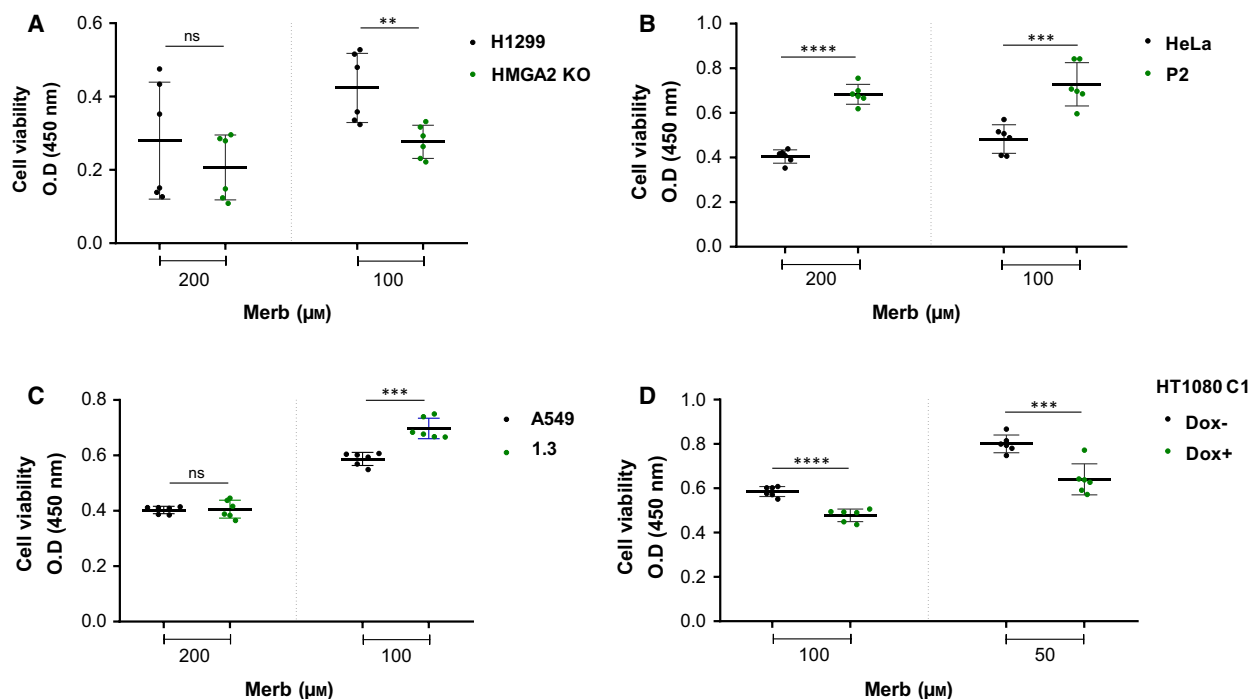 A
0.6
0.4
0.2
0.0
Cell viability
O.D (450 nm)
ns
**
H1299
HMGA2 KO
200
100
Merb (µM)
B
1.0
0.8
0.6
0.4
0.2
0.0
Cell viability
O.D (450 nm)
****
***
HeLa
P2
200
100
Merb (µM)
C
0.8
0.6
0.4
0.2
0.0
Cell viability
O.D (450 nm)
ns
***
A549
1.3
200
100
Merb (µM)
D
1.0
0.8
0.6
0.4
0.2
0.0
Cell viability
O.D (450 nm)
****
***
HT1080 C1
Dox-
Dox+
100
50
Merb (µM)